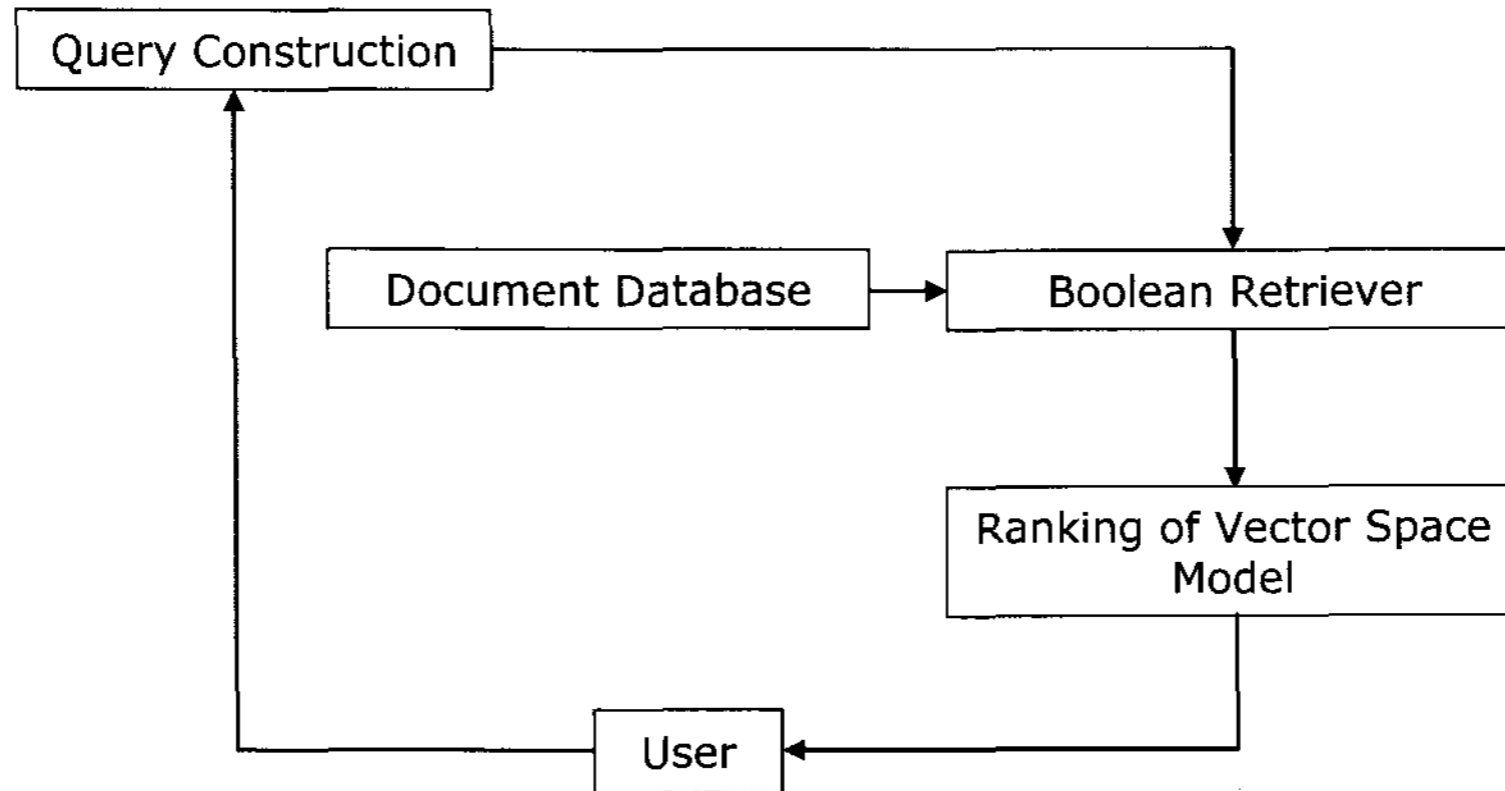 Query Construction
Document Database
Boolean Retriever
Ranking of Vector Space
Model
User